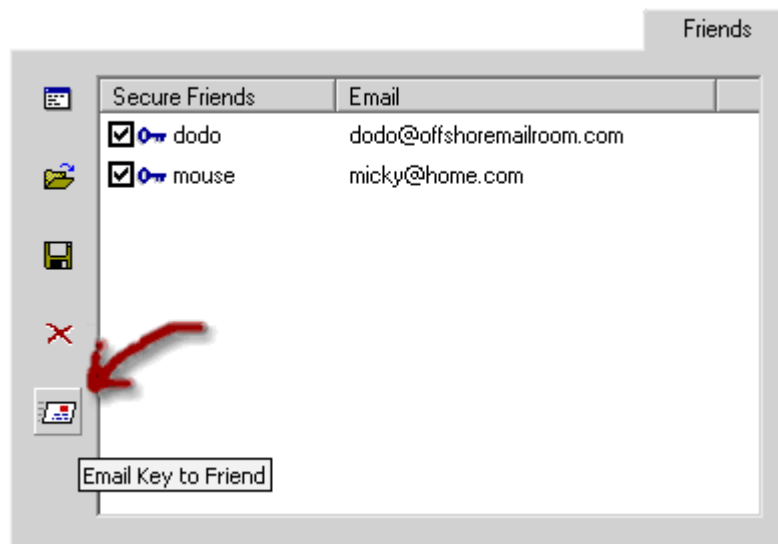 Friends
Secure Friends Email
dodo dodo@offshoremailroom.com
mouse micky@home.com
Email Key to Friend